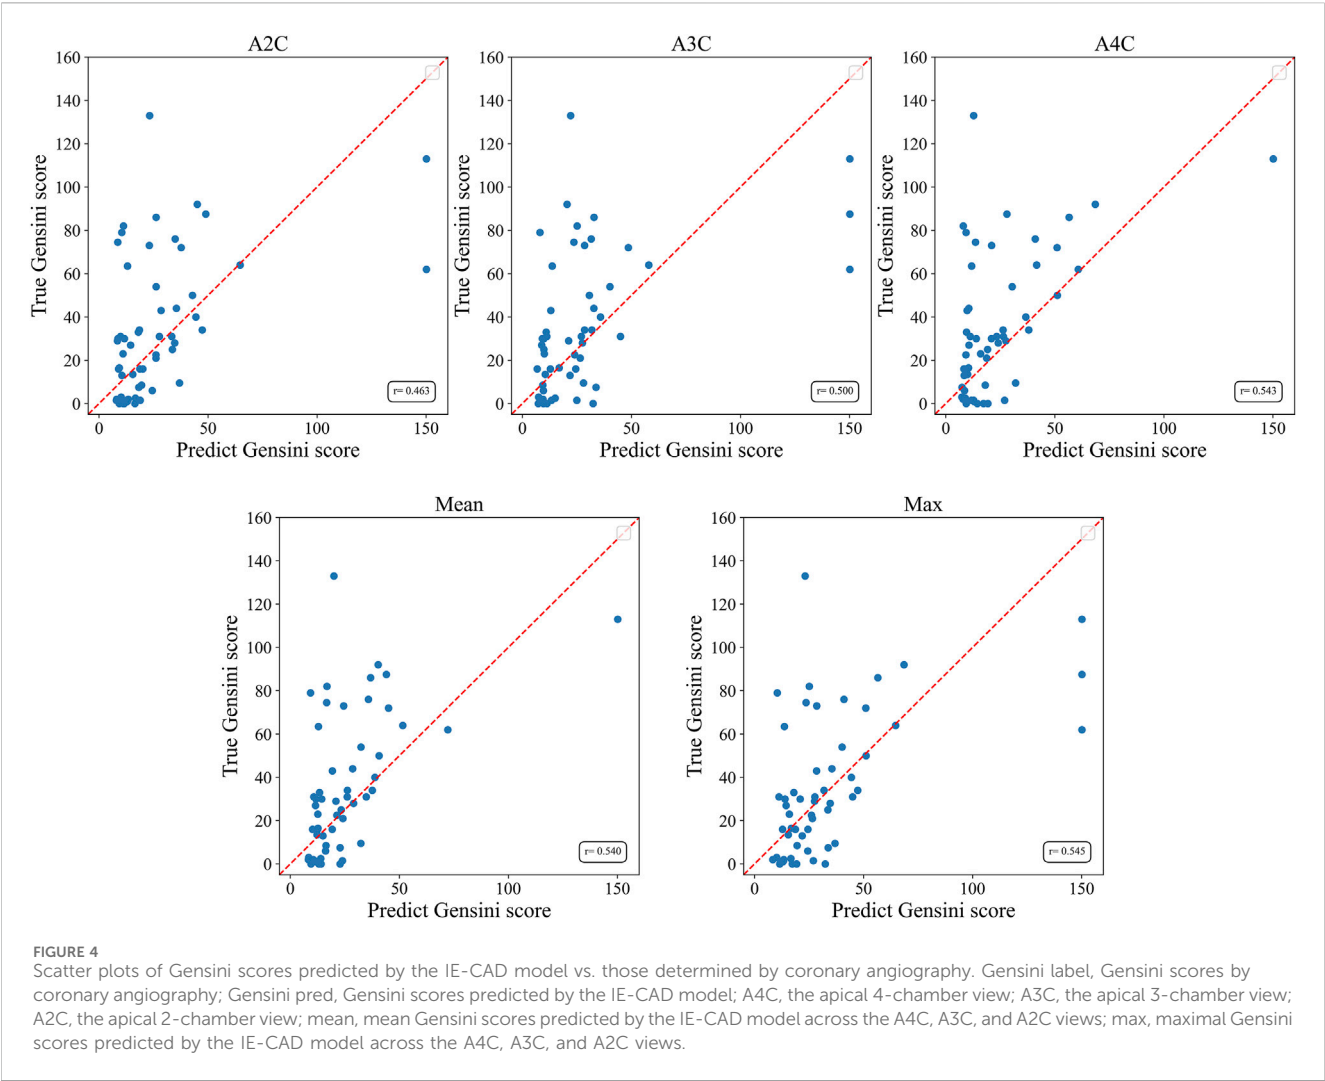 A2C
160
140
120
100
80
60
40
20
0
True Gensini score
0 50 100 150
Predict Gensini score
r= 0.463
A3C
160
140
120
100
80
60
40
20
0
True Gensini score
0 50 100 150
Predict Gensini score
r= 0.500
A4C
160
140
120
100
80
60
40
20
0
True Gensini score
0 50 100 150
Predict Gensini score
r= 0.543
Mean
160
140
120
100
80
60
40
20
0
True Gensini score
0 50 100 150
Predict Gensini score
r= 0.540
Max
160
140
120
100
80
60
40
20
0
True Gensini score
0 50 100 150
Predict Gensini score
r= 0.545
FIGURE 4
Scatter plots of Gensini scores predicted by the IE-CAD model vs. those determined by coronary angiography. Gensini label, Gensini scores by
coronary angiography; Gensini pred, Gensini scores predicted by the IE-CAD model; A4C, the apical 4-chamber view; A3C, the apical 3-chamber view;
A2C, the apical 2-chamber view; mean, mean Gensini scores predicted by the IE-CAD model across the A4C, A3C, and A2C views; max, maximal Gensini
scores predicted by the IE-CAD model across the A4C, A3C, and A2C views.